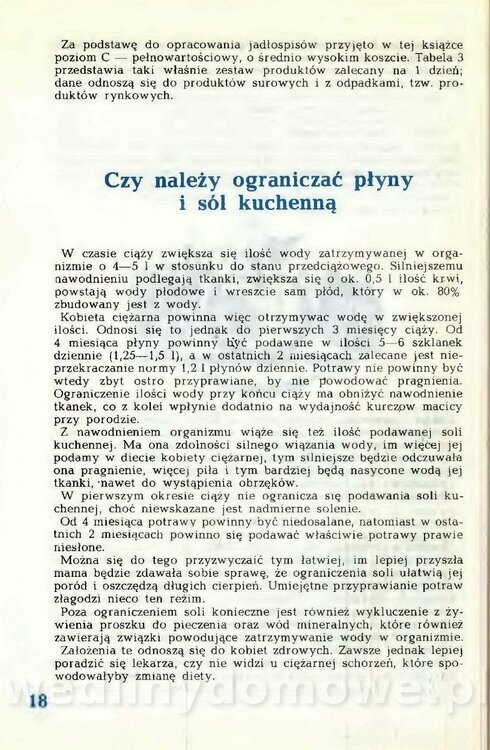 Za podstawę do opracowania jadłospisów przyjęto w tej książce
poziom C — pełnowartościowy, o średnio wysokim koszcie. Tabela 3
przedstawia taki właśnie zestaw produktów zalecany na 1 dzień;
dane odnoszą się do produktów surowych i z odpadkami, tzw. pro-
duktów rynkowych.
Czy należy ograniczać płyny
i sól kuchenną
W czasie ciąży zwiększa się ilość wody zatrzymywanej w orga-
nizmie o 4—5 l w stosunku do stanu przedciążowego. Silniejszemu
nawodnieniu podlegają tkanki, zwiększa się o ok. 0,5 l ilość krwi,
powstają wody płodowe i wreszcie sam płód, który w ok. 80%
zbudowany jest z wody.
Kobieta ciężarna powinna więc otrzymywac wodę w zwiększonej
ilości. Odnosi się to jednak do pierwszych 3 miesięcy ciąży. Od
4 miesiąca płyny powinny być podawane w ilości 5—6 szklanek
dziennie (1,25—1,5 l), a w ostatnich 2 miesiącach zalecane jest nie-
przekraczanie normy 1,2 l płynów dziennie. Potrawy nie powinny być
wtedy zbyt ostro przyprawiane, by nie powodować pragnienia.
Ograniczenie ilości wody przy końcu ciąży ma obniżyć nawodnienie
tkanek, co z kolei wpłynie dodatnio na wydajność kurczow macicy
przy porodzie.
Z nawodnieniem organizmu wiąże się też ilość podawanej soli
kuchennej. Ma ona zdolności silnego wiązania wody, im więcej jej
podamy w diecie kobiety ciężarnej, tym silniejsze będzie odczuwała
ona pragnienie, więcej piła i tym bardziej będą nasycone wodą jej
tkanki, nawet do wystąpienia obrzęków.
W pierwszym okresie ciąży nie ogranicza się podawania soli ku-
chennej, choć niewskazane jest nadmierne solenie.
Od 4 miesiąca potrawy powinny być niedosalane, natomiast w osta-
tnich 2 miesiącach powinno się podawać właściwie potrawy prawie
niesłone.
Można się do tego przyzwyczaić tym łatwiej, im lepiej przyszła
mama będzie zdawała sobie sprawę, że ograniczenia soli ułatwią jej
poród i oszczędzą długich cierpień. Umiejętne przyprawianie potraw
złagodzi nieco ten reżim.
Poza ograniczeniem soli konieczne jest również wykluczenie z ży-
wienia proszku do pieczenia oraz wód mineralnych, które również
zawierają związki powodujące zatrzymywanie wody w organizmie.
Założenia te odnoszą się do kobiet zdrowych. Zawsze jednak lepiej
poradzić się lekarza, czy nie widzi u ciężarnej schorzeń, które spo-
wodowałyby zmianę diety.
wedlinydomowe.pl
18